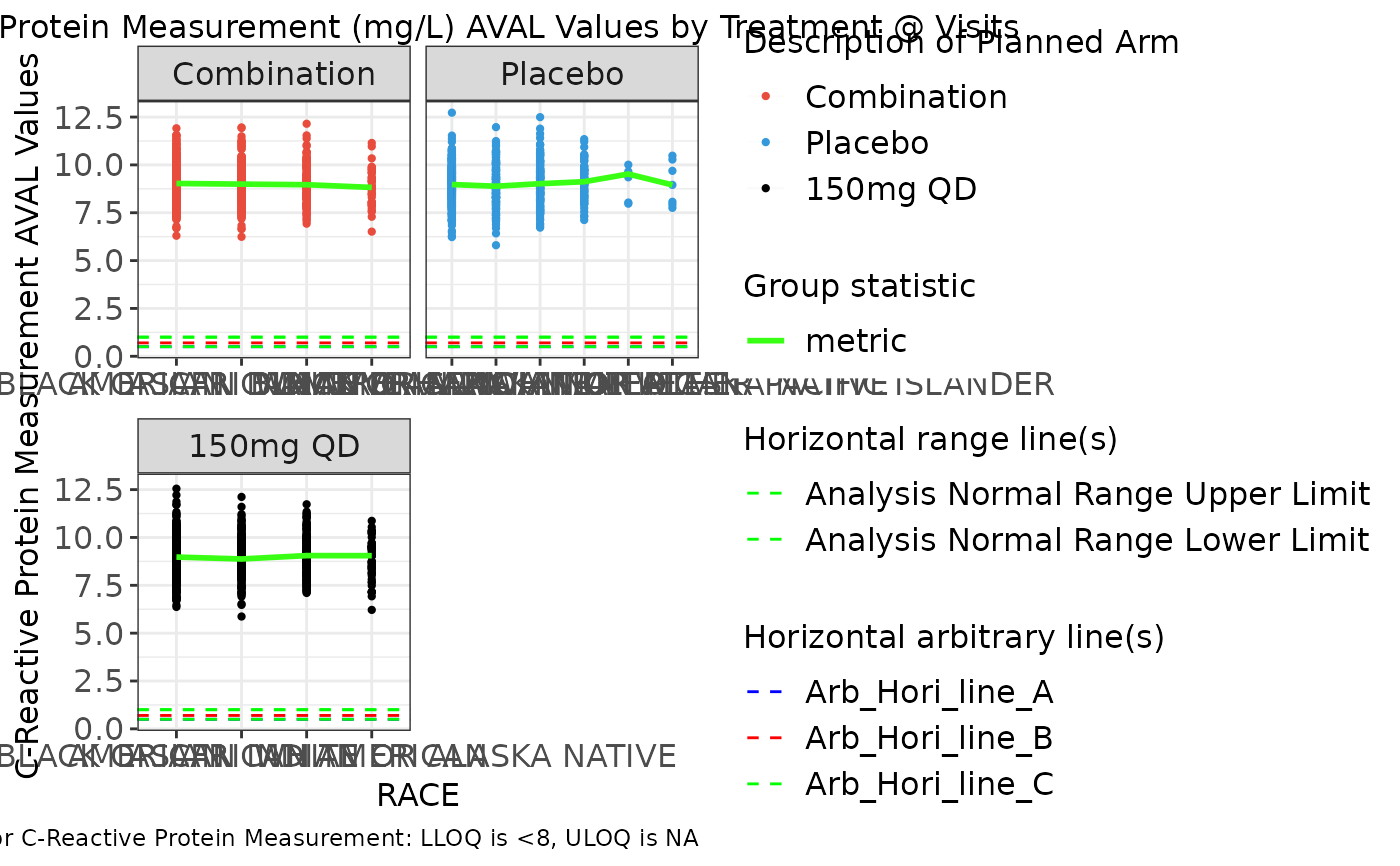 Protein Measurement (mg/L) AVAL Values by Treatment @ Visits
C-Reactive Protein Measurement AVAL Values
Combination
12.5
10.0
7.5
5.0
2.5
0.0
Placebo
150mg QD
12.5
10.0
7.5
5.0
2.5
0.0
RACE
or C-Reactive Protein Measurement: LLOQ is <8, ULOQ is NA
Description of Planned Arm
Combination
Placebo
150mg QD
Group statistic
metric
Horizontal range line(s)
Analysis Normal Range Upper Limit
Analysis Normal Range Lower Limit
Horizontal arbitrary line(s)
Arb_Hori_line_A
Arb_Hori_line_B
Arb_Hori_line_C